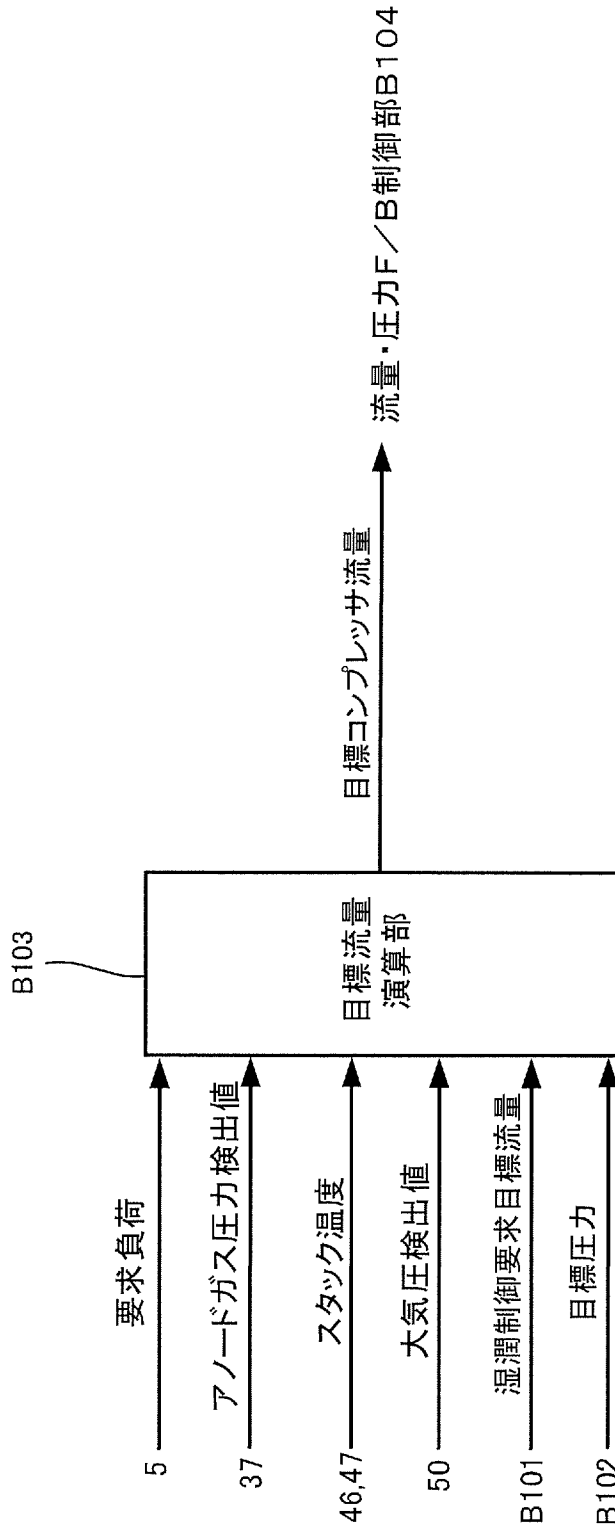 B103
5
要求負荷
37
アノードガス圧力検出値
46,47
スタック温度
50
大気圧検出値
B101
湿潤制御要求目標流量
B102
目標圧力
目標流量
演算部
目標コンプレッサ流量
流量・圧力F/B制御部B104